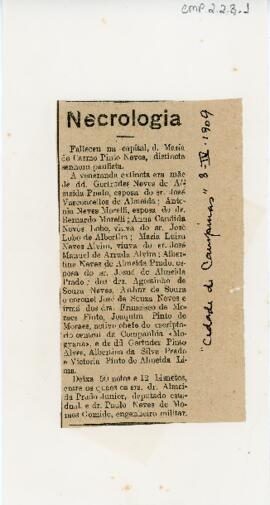 CMP 2.2.3.1
Necrologia
Falleceu na capital, d. Maria
do Carmo Pinto Neves, distincta
senhora paulista.
A veneranda extincta era mãe
de dd. Gertrudes Neves de Al-
meida Prado, esposa do sr. José
Vasconcellos de Almeida; Anto-
nia Neves Morelli, esposa do dr.
Bernardo Morelli; Anna Candida
Neves Lobo, viuva do sr. José
Lobo de Albertim; Maria Luiza
Neves Alvim, viuva do sr. José
Manuel de Arruda Alvim; Alber-
tina Neves de Almeida Prado, es-
posa do sr. Josué de Almeida
Prado; dos drs. Agostinho de
Souza Neves, de Souza
e coronel José de Souza Neves e
irmã dos drs. Francisco de Mo-
raes Pinto, Joaquim Pinto de
Moraes, activo chefe do escripto-
rio central da Companhia «Mo-
gyana», e de dd Gertudes Pinto
Alves, Albertina da Silva Prado
e Victoria Pinto de Almeida Li-
ma.
Deixa 50 netos e 12 bisnetos,
entre os quaes os srs. dr. Almei-
da Prado Junior, deputado esta-
dual, e dr. Paulo Neves de Mo-
raes Gomide, engenheiro militar.
"Cidade de Campinas" 3-IV-1909